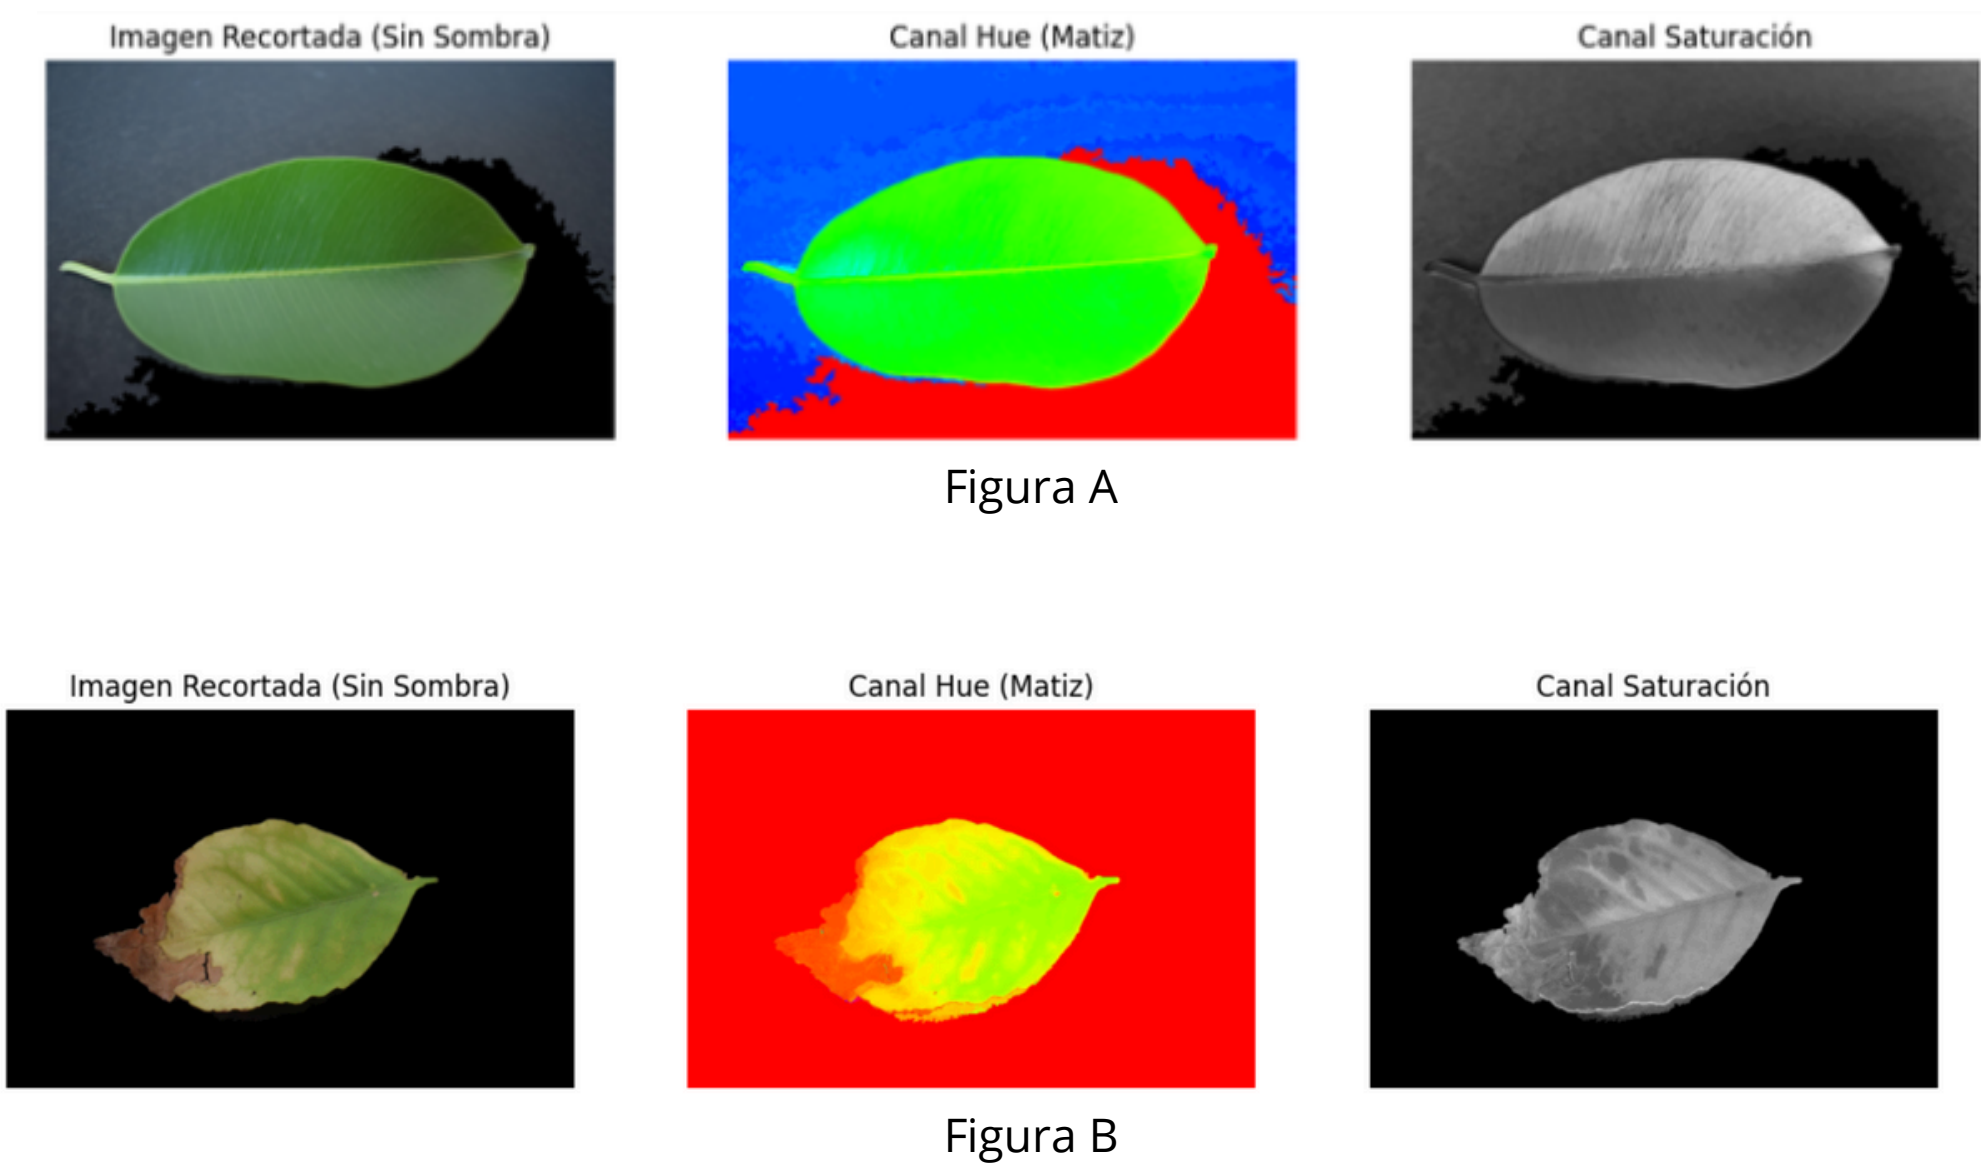 Imagen Recortada (Sin Sombra)
Canal Hue (Matiz)
Canal Saturación
Figura A
Imagen Recortada (Sin Sombra)
Canal Hue (Matiz)
Canal Saturación
Figura B